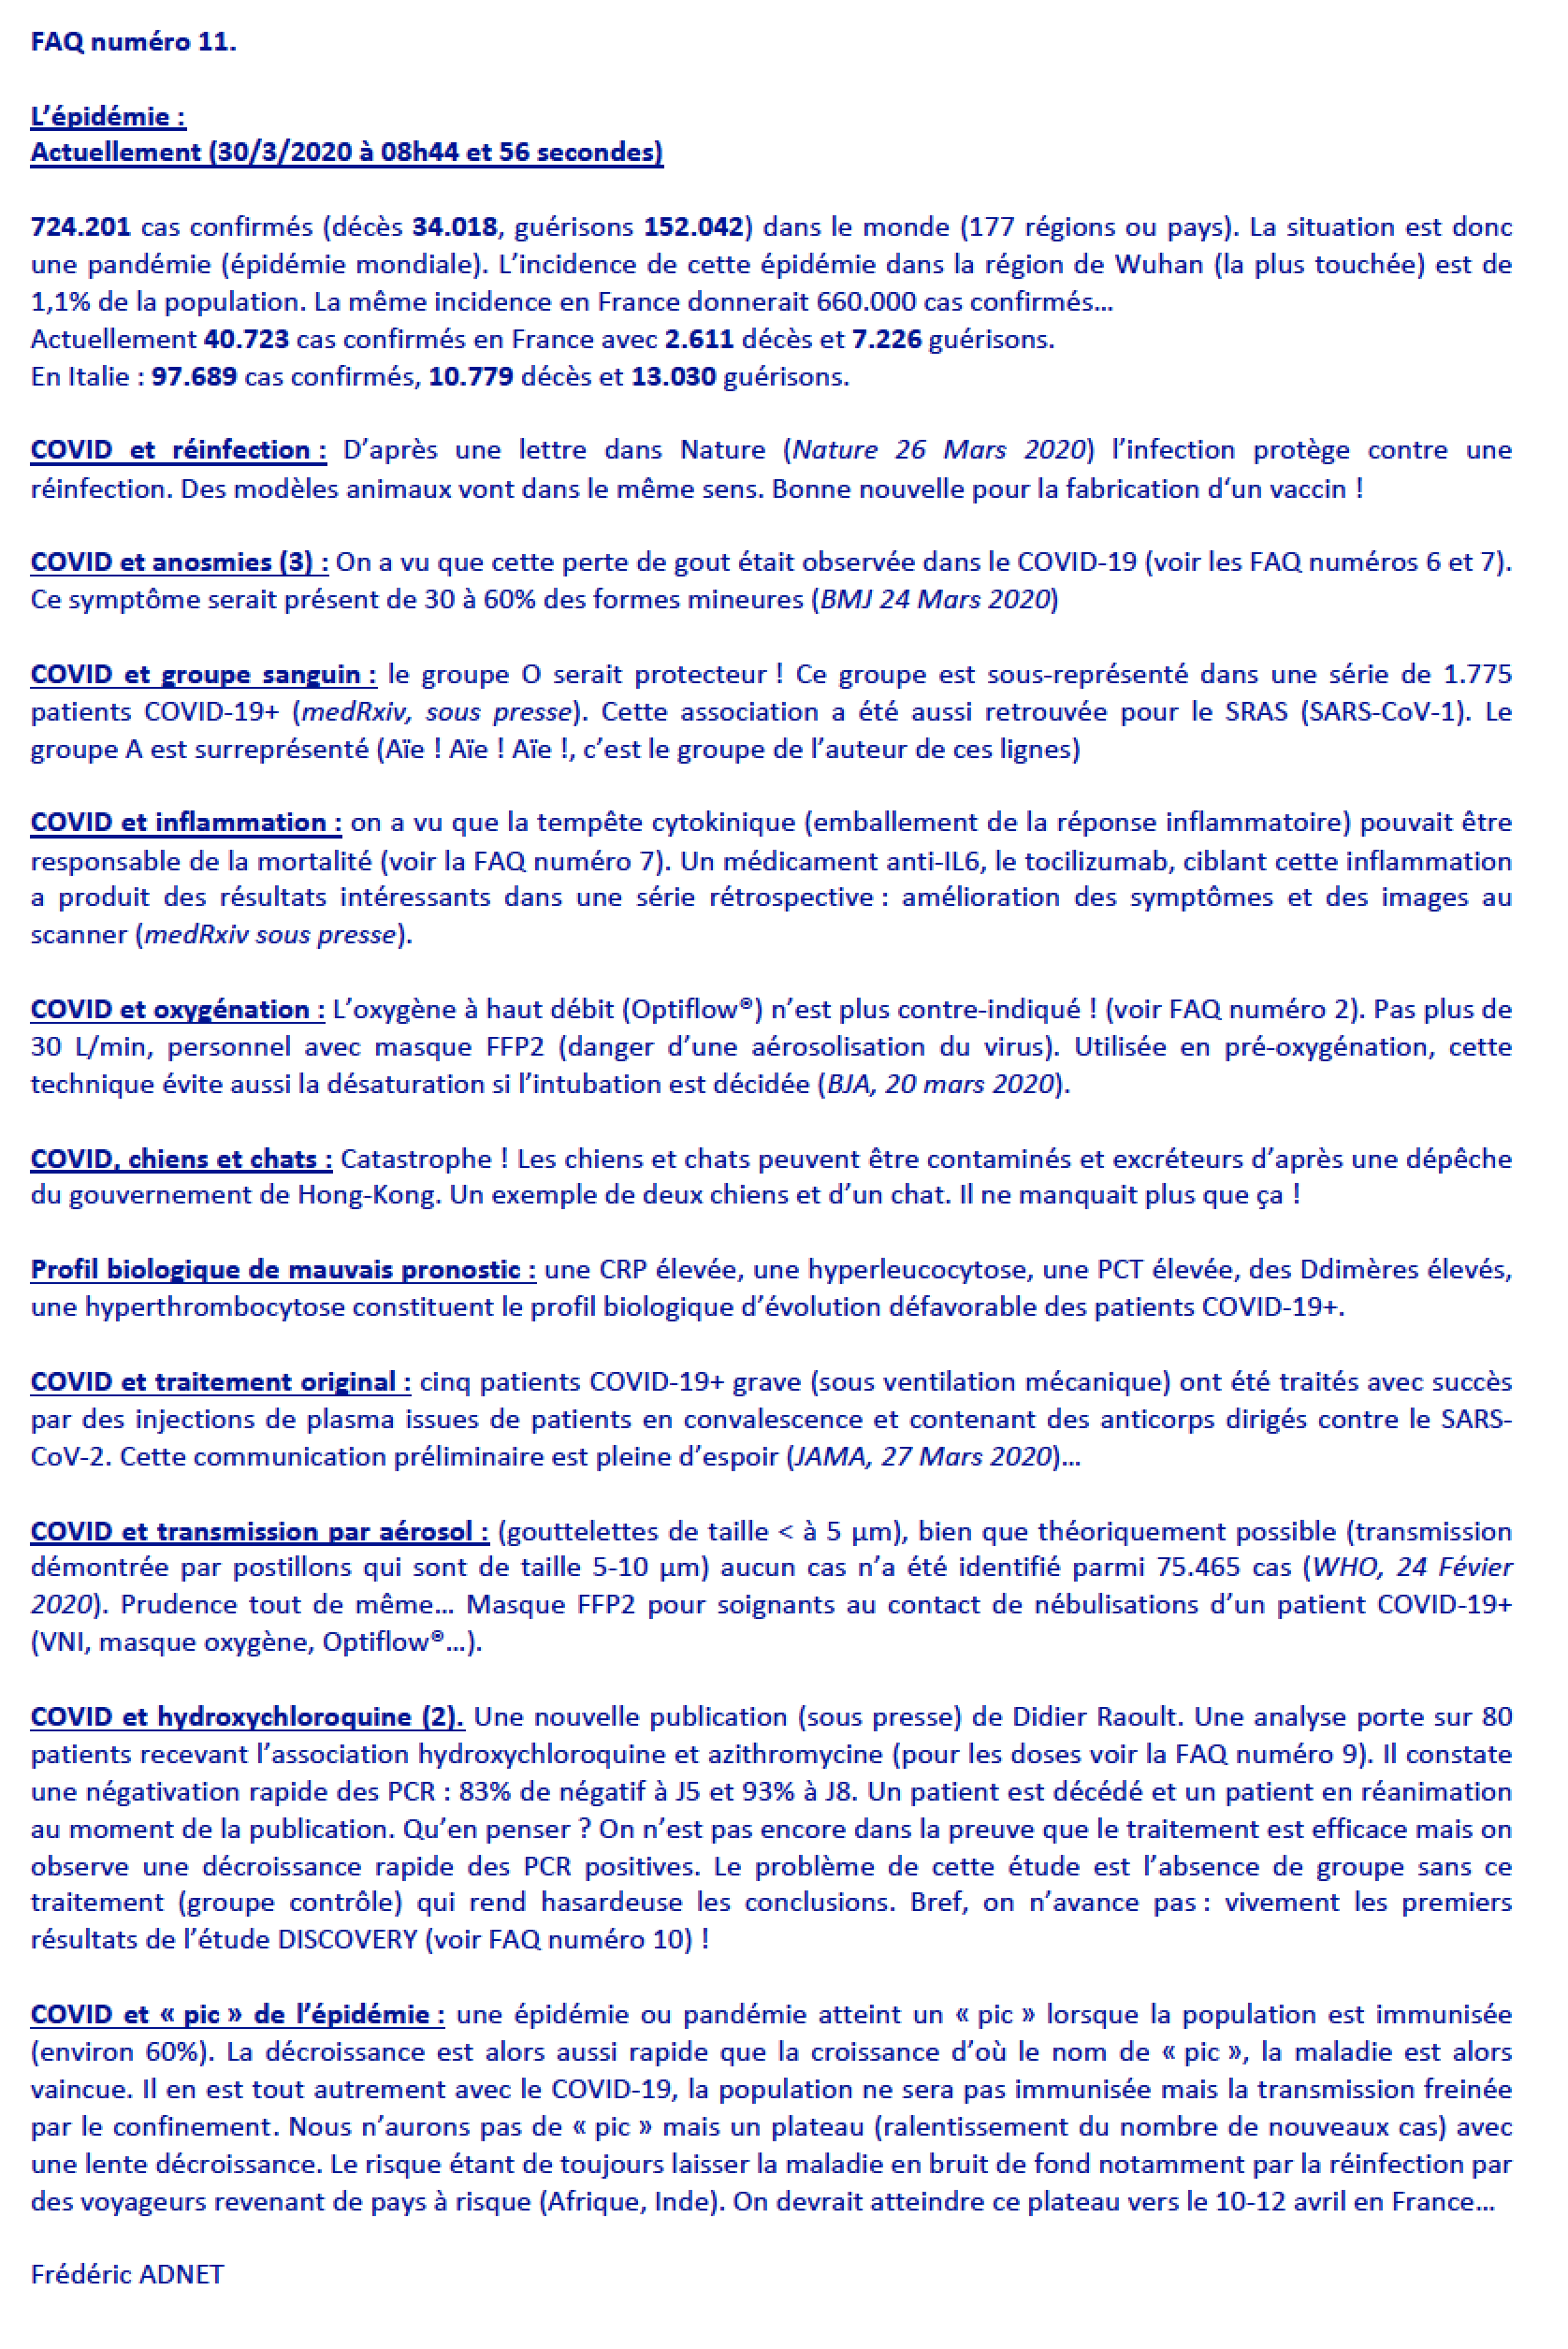 FAQ numéro 11.
L’épidémie :
Actuellement (30/3/2020 à 08h44 et 56 secondes)
724.201 cas confirmés (décès 34.018, guérisons 152.042) dans le monde (177 régions ou pays). La situation est donc
une pandémie (épidémie mondiale). L’incidence de cette épidémie dans la région de Wuhan (la plus touchée) est de
1,1% de la population. La même incidence en France donnerait 660.000 cas confirmés…
Actuellement 40.723 cas confirmés en France avec 2.611 décès et 7.226 guérisons.
En Italie : 97.689 cas confirmés, 10.779 décès et 13.030 guérisons.
COVID et réinfection : D’après une lettre dans Nature (Nature 26 Mars 2020) l’infection protège contre une
réinfection. Des modèles animaux vont dans le même sens. Bonne nouvelle pour la fabrication d‘un vaccin !
COVID et anosmies (3) : On a vu que cette perte de gout était observée dans le COVID-19 (voir les FAQ numéros 6 et 7).
Ce symptôme serait présent de 30 à 60% des formes mineures (BMJ 24 Mars 2020)
COVID et groupe sanguin : le groupe O serait protecteur ! Ce groupe est sous-représenté dans une série de 1.775
patients COVID-19+ (medRxiv, sous presse). Cette association a été aussi retrouvée pour le SRAS (SARS-CoV-1). Le
groupe A est surreprésenté (Aïe ! Aïe ! Aïe !, c’est le groupe de l’auteur de ces lignes)
COVID et inflammation : on a vu que la tempête cytokinique (emballement de la réponse inflammatoire) pouvait être
responsable de la mortalité (voir la FAQ numéro 7). Un médicament anti-IL6, le tocilizumab, ciblant cette inflammation
a produit des résultats intéressants dans une série rétrospective : amélioration des symptômes et des images au
scanner (medRxiv sous presse).
COVID et oxygénation : L’oxygène à haut débit (Optiflow®) n’est plus contre-indiqué ! (voir FAQ numéro 2). Pas plus de
30 L/min, personnel avec masque FFP2 (danger d’une aérosolisation du virus). Utilisée en pré-oxygénation, cette
technique évite aussi la désaturation si l’intubation est décidée (BJA, 20 mars 2020).
COVID, chiens et chats : Catastrophe ! Les chiens et chats peuvent être contaminés et excréteurs d’après une dépêche
du gouvernement de Hong-Kong. Un exemple de deux chiens et d’un chat. Il ne manquait plus que ça !
Profil biologique de mauvais pronostic : une CRP élevée, une hyperleucocytose, une PCT élevée, des Ddimères élevés,
une hyperthrombocytose constituent le profil biologique d’évolution défavorable des patients COVID-19+.
COVID et traitement original : cinq patients COVID-19+ grave (sous ventilation mécanique) ont été traités avec succès
par des injections de plasma issues de patients en convalescence et contenant des anticorps dirigés contre le SARS-
CoV-2. Cette communication préliminaire est pleine d’espoir (JAMA, 27 Mars 2020)…
COVID et transmission par aérosol : (gouttelettes de taille < à 5 µm), bien que théoriquement possible (transmission
démontrée par postillons qui sont de taille 5-10 µm) aucun cas n’a été identifié parmi 75.465 cas (WHO, 24 Févier
2020). Prudence tout de même… Masque FFP2 pour soignants au contact de nébulisations d’un patient COVID-19+
(VNI, masque oxygène, Optiflow®…).
COVID et hydroxychloroquine (2). Une nouvelle publication (sous presse) de Didier Raoult. Une analyse porte sur 80
patients recevant l’association hydroxychloroquine et azithromycine (pour les doses voir la FAQ numéro 9). Il constate
une négativation rapide des PCR : 83% de négatif à J5 et 93% à J8. Un patient est décédé et un patient en réanimation
au moment de la publication. Qu’en penser ? On n’est pas encore dans la preuve que le traitement est efficace mais on
observe une décroissance rapide des PCR positives. Le problème de cette étude est l’absence de groupe sans ce
traitement (groupe contrôle) qui rend hasardeuse les conclusions. Bref, on n’avance pas : vivement les premiers
résultats de l’étude DISCOVERY (voir FAQ numéro 10) !
COVID et « pic » de l’épidémie : une épidémie ou pandémie atteint un « pic » lorsque la population est immunisée
(environ 60%). La décroissance est alors aussi rapide que la croissance d’où le nom de « pic », la maladie est alors
vaincue. Il en est tout autrement avec le COVID-19, la population ne sera pas immunisée mais la transmission freinée
par le confinement. Nous n’aurons pas de « pic » mais un plateau (ralentissement du nombre de nouveaux cas) avec
une lente décroissance. Le risque étant de toujours laisser la maladie en bruit de fond notamment par la réinfection par
des voyageurs revenant de pays à risque (Afrique, Inde). On devrait atteindre ce plateau vers le 10-12 avril en France…
Frédéric ADNET